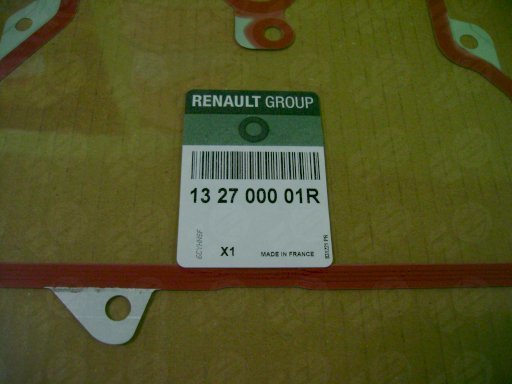 RENAULT GROUP
13 27 000 01R
X1
MADE IN FRANCE